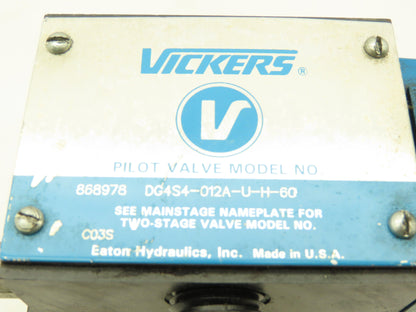 VICKERS®
V
PILOT VALVE MODEL NO
868978 DG4S4-012A-U-H-60
SEE MAINSTAGE NAMEPLATE FOR
TWO-STAGE VALVE MODEL NO.
C03S
Eaton Hydraulics, Inc. Made in U.S.A.